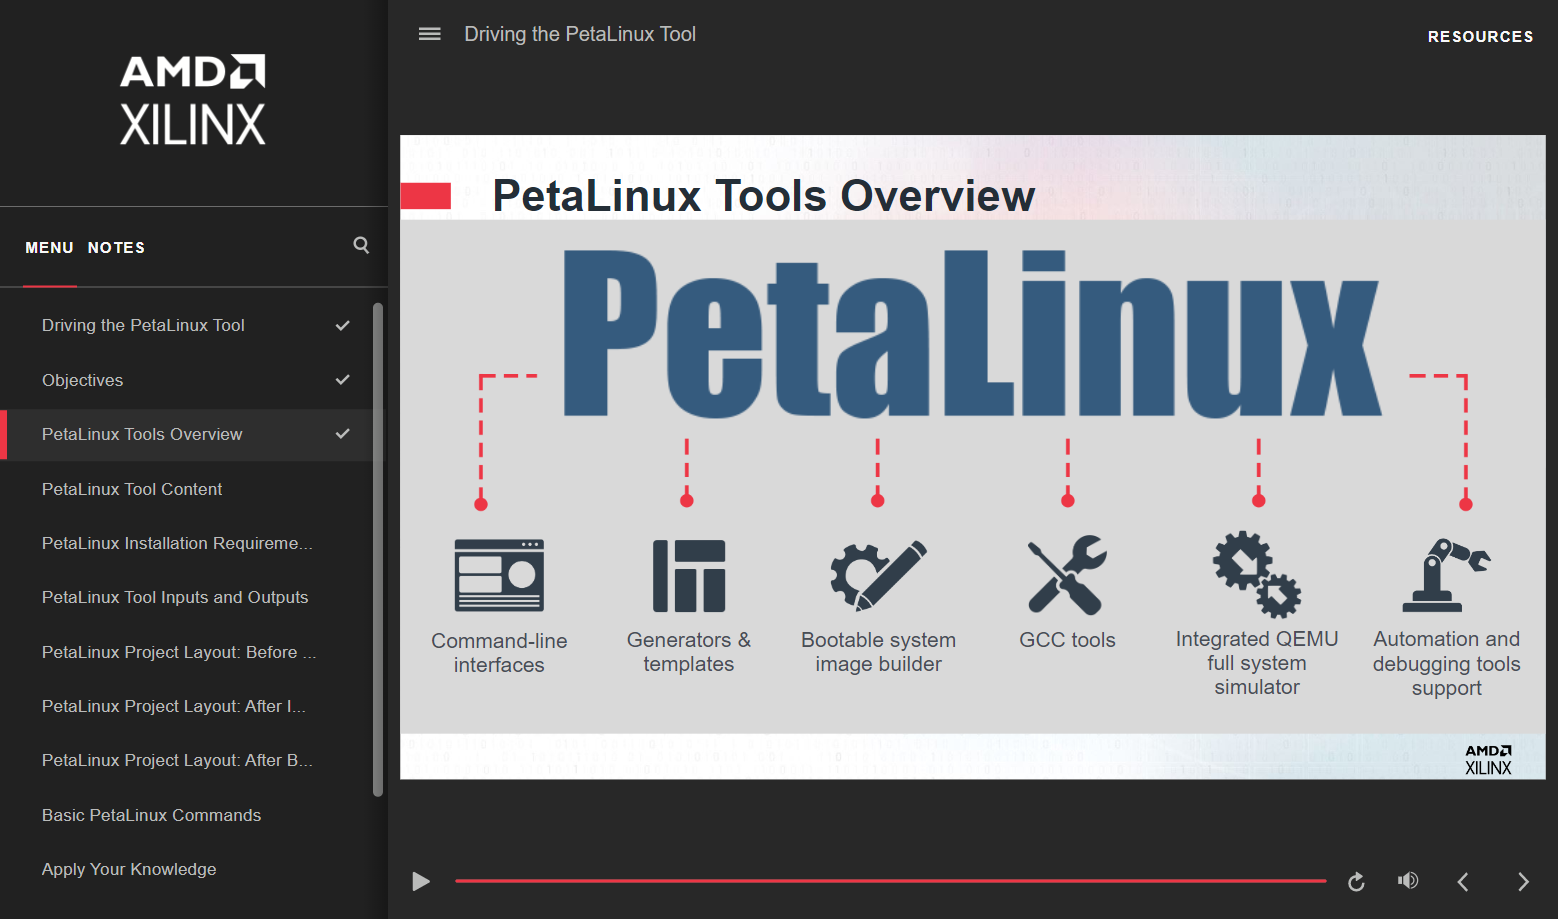 AMD
XILINX
MENU NOTES
Driving the PetaLinux Tool
Objectives
PetaLinux Tools Overview
PetaLinux Tool Content
PetaLinux Installation Requireme...
PetaLinux Tool Inputs and Outputs
PetaLinux Project Layout: Before ...
PetaLinux Project Layout: After I...
PetaLinux Project Layout: After B...
Basic PetaLinux Commands
Apply Your Knowledge
Driving the PetaLinux Tool
RESOURCES
PetaLinux Tools Overview
PetaLinux
Command-line
interfaces
Generators &
templates
Bootable system
image builder
GCC tools
Integrated QEMU
full system
simulator
Automation and
debugging tools
support
AMD
XILINX